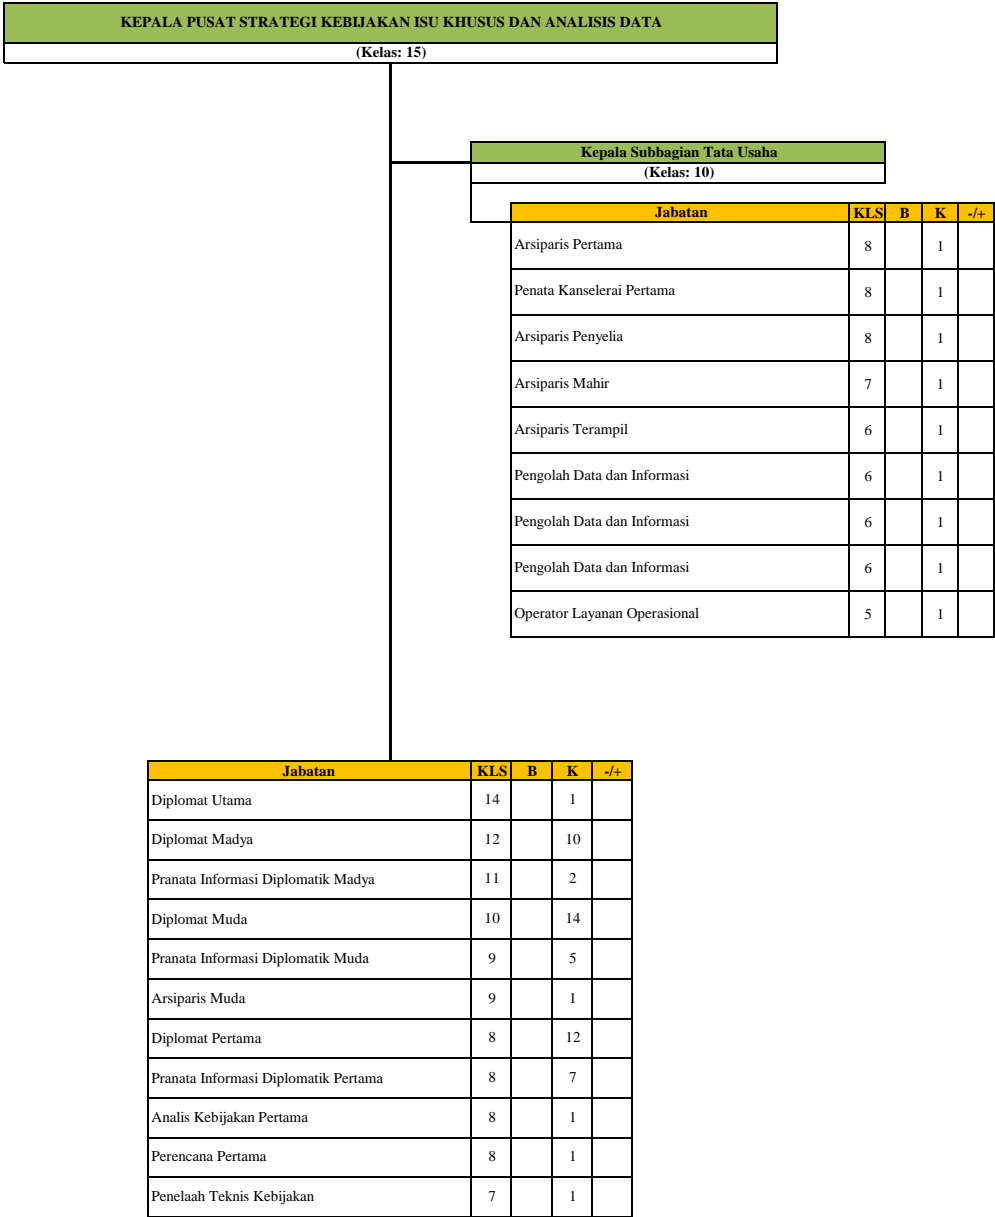 KEPALA PUSAT STRATEGI KEBIJAKAN ISU KHUSUS DAN ANALISIS DATA
(Kelas: 15)
Kepala Subbagian Tata Usaha
(Kelas: 10)
Jabatan KLS B K -/+
Arsiparis Pertama 8 1
Penata Kanselerai Pertama 8 1
Arsiparis Penyelia 8 1
Arsiparis Mahir 7 1
Arsiparis Terampil 6 1
Pengolah Data dan Informasi 6 1
Pengolah Data dan Informasi 6 1
Pengolah Data dan Informasi 6 1
Operator Layanan Operasional 5 1
Jabatan KLS B K -/+
Diplomat Utama 14 1
Diplomat Madya 12 10
Pranata Informasi Diplomatik Madya 11 2
Diplomat Muda 10 14
Pranata Informasi Diplomatik Muda 9 5
Arsiparis Muda 9 1
Diplomat Pertama 8 12
Pranata Informasi Diplomatik Pertama 8 7
Analis Kebijakan Pertama 8 1
Perencana Pertama 8 1
Penelaah Teknis Kebijakan 7 1